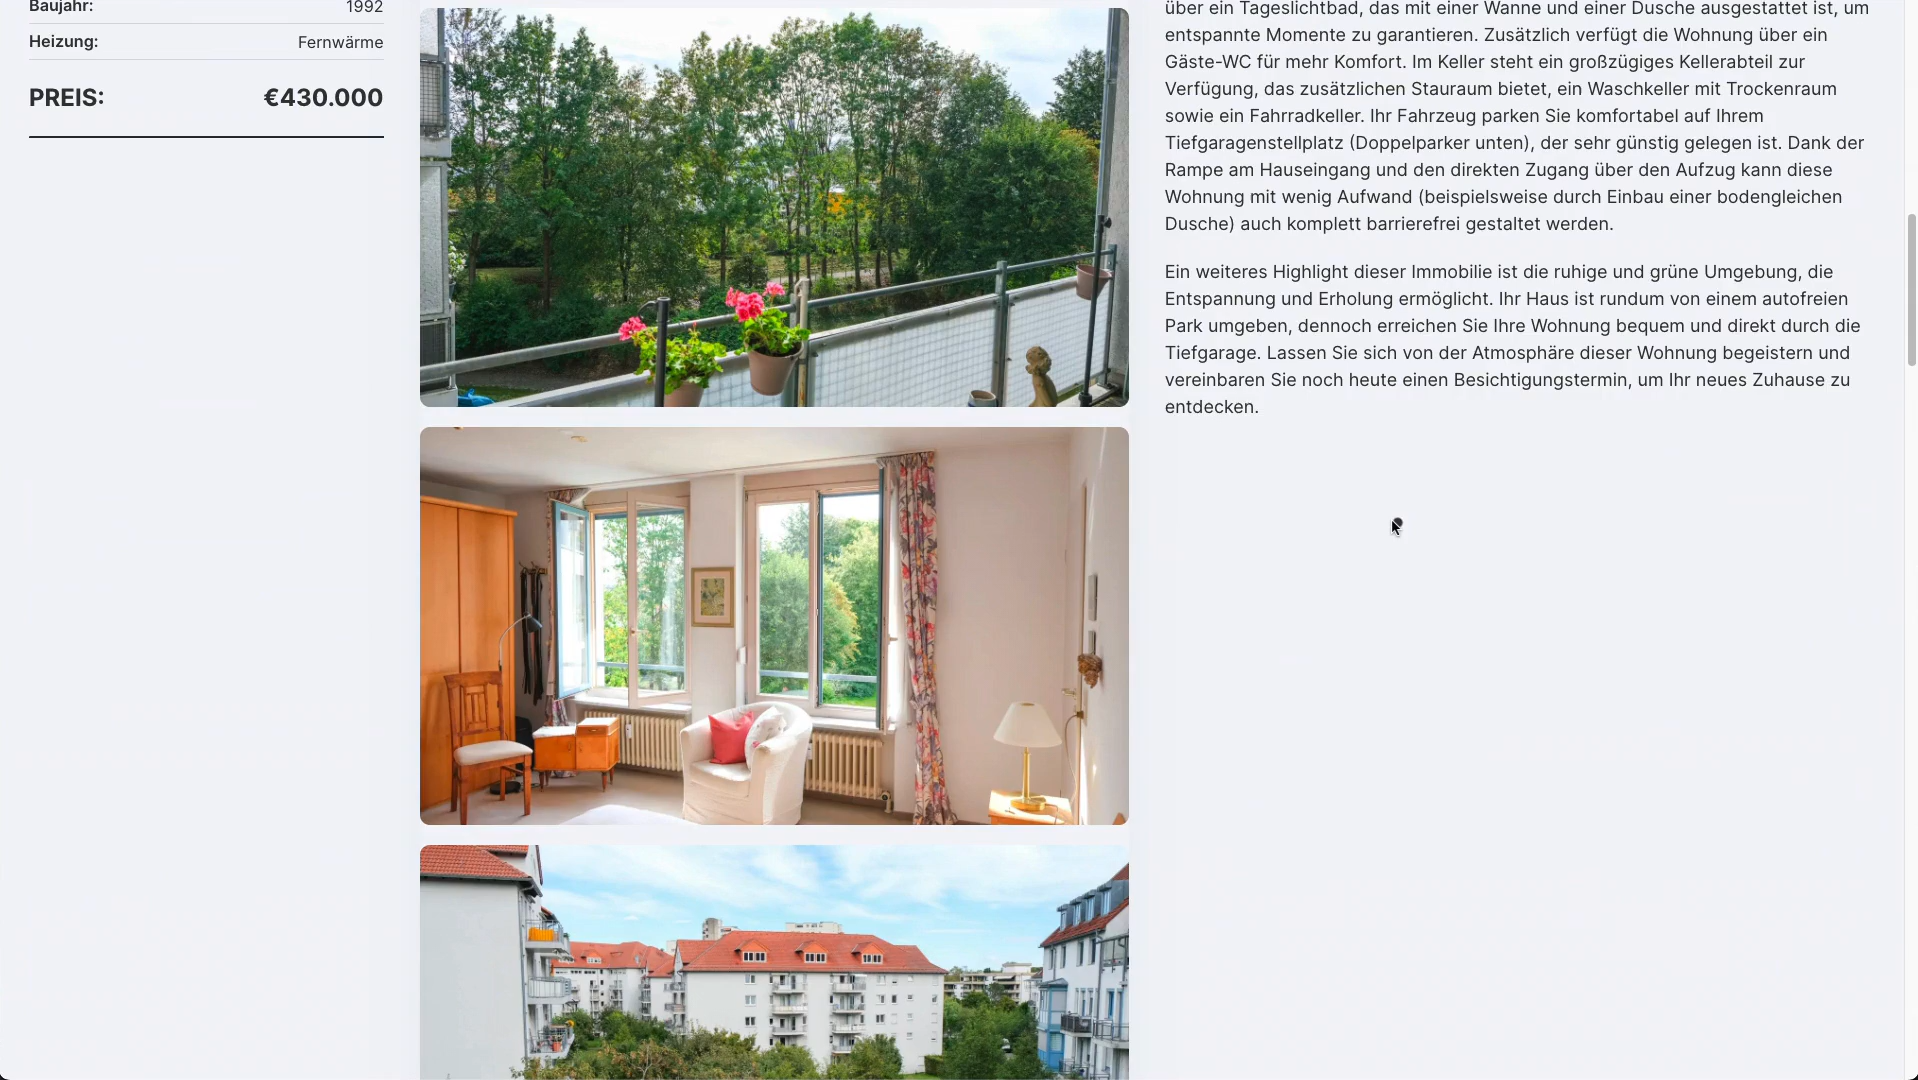 Baujahr: 1992
Heizung: Fernwärme
PREIS: €430.000
über ein Tageslichtbad, das mit einer Wanne und einer Dusche ausgestattet ist, um
entspannte Momente zu garantieren. Zusätzlich verfügt die Wohnung über ein
Gäste-WC für mehr Komfort. Im Keller steht ein großzügiges Kellerabteil zur
Verfügung, das zusätzlichen Stauraum bietet, ein Waschkeller mit Trockenraum
sowie ein Fahrradkeller. Ihr Fahrzeug parken Sie komfortabel auf Ihrem
Tiefgaragenstellplatz (Doppelparker unten), der sehr günstig gelegen ist. Dank der
Rampe am Hauseingang und den direkten Zugang über den Aufzug kann diese
Wohnung mit wenig Aufwand (beispielsweise durch Einbau einer bodengleichen
Dusche) auch komplett barrierefrei gestaltet werden.
Ein weiteres Highlight dieser Immobilie ist die ruhige und grüne Umgebung, die
Entspannung und Erholung ermöglicht. Ihr Haus ist rundum von einem autofreien
Park umgeben, dennoch erreichen Sie Ihre Wohnung bequem und direkt durch die
Tiefgarage. Lassen Sie sich von der Atmosphäre dieser Wohnung begeistern und
vereinbaren Sie noch heute einen Besichtigungstermin, um Ihr neues Zuhause zu
entdecken.